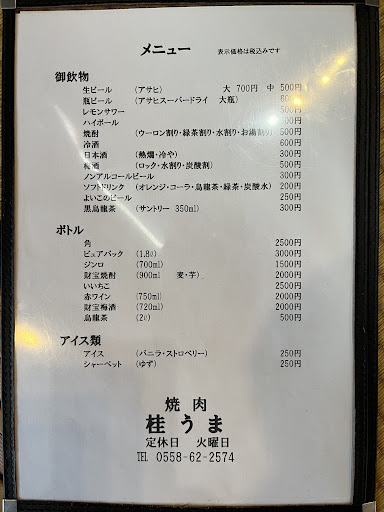 メニュー 表示価格は税込みです
御飲物
生ビール (アサヒ) 大 700円 中 500円
瓶ビール (アサヒスーパードライ 大瓶)
レモンサワー
ハイボール 400円
焼酎 (ウーロン割り・緑茶割り・水割り・お湯割り) 500円
冷酒 600円
日本酒 (熱燗・冷や) 300円
梅酒 (ロック・水割り・炭酸割) 500円
ノンアルコールビール 300円
ソフトドリンク (オレンジ・コーラ・烏龍茶・緑茶・炭酸水) 200円
よいこのビール 250円
黒烏龍茶 (サントリー 350ml) 300円
ボトル
角 2500円
ピュアパック (1.8ℓ) 3000円
ジンロ (700ml) 1500円
財宝焼酎 (900ml 麦・芋) 2000円
いいちこ 2500円
赤ワイン (750ml) 2000円
財宝梅酒 (720ml) 2000円
烏龍茶 (2ℓ) 500円
アイス類
アイス (バニラ・ストロベリー) 250円
シャーベット (ゆず) 250円
焼肉
桂うま
定休日 火曜日
TEL 0558-62-2574